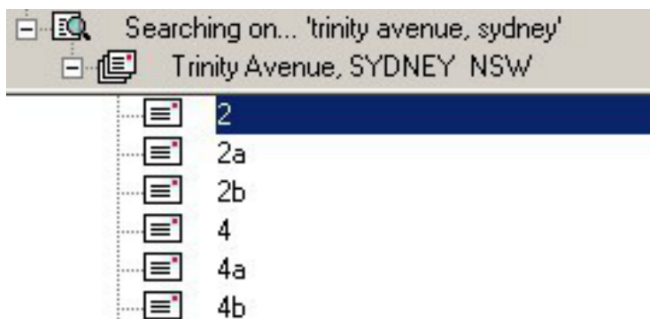 Searching on... 'trinity avenue, sydney'
Trinity Avenue, SYDNEY NSW
2
2a
2b
4
4a
4b